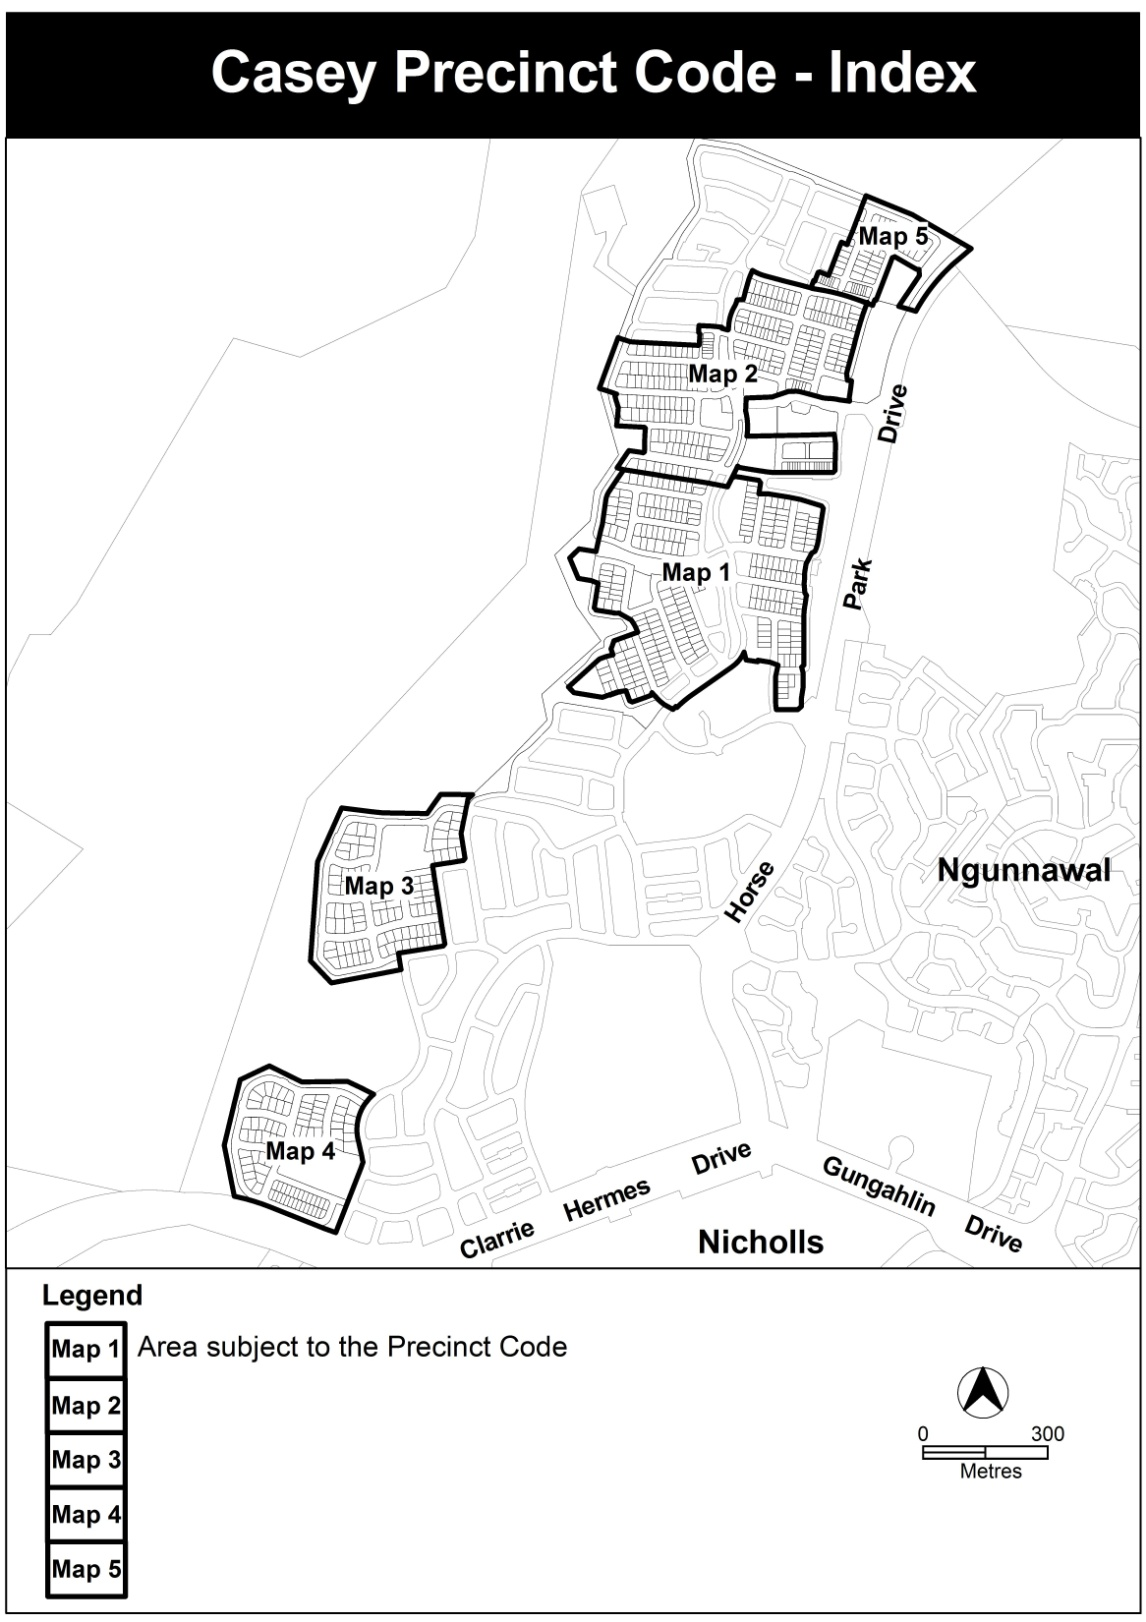 Casey Precinct Code - Index
Map 5
Map 2
Drive
Map 1
Park
Ngunnawal
Map 3
Horse
Map 4
Clarrie Hermes Drive
Gungahlin Drive
Nicholls
Legend
Map 1 Area subject to the Precinct Code
Map 2
Map 3
Map 4
Map 5
0 300
Metres